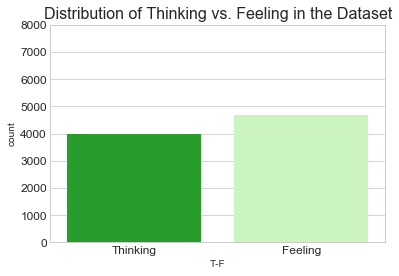 Distribution of Thinking vs. Feeling in the Dataset
8000
7000
6000
5000
4000
3000
2000
1000
0
count
Thinking Feeling
T-F